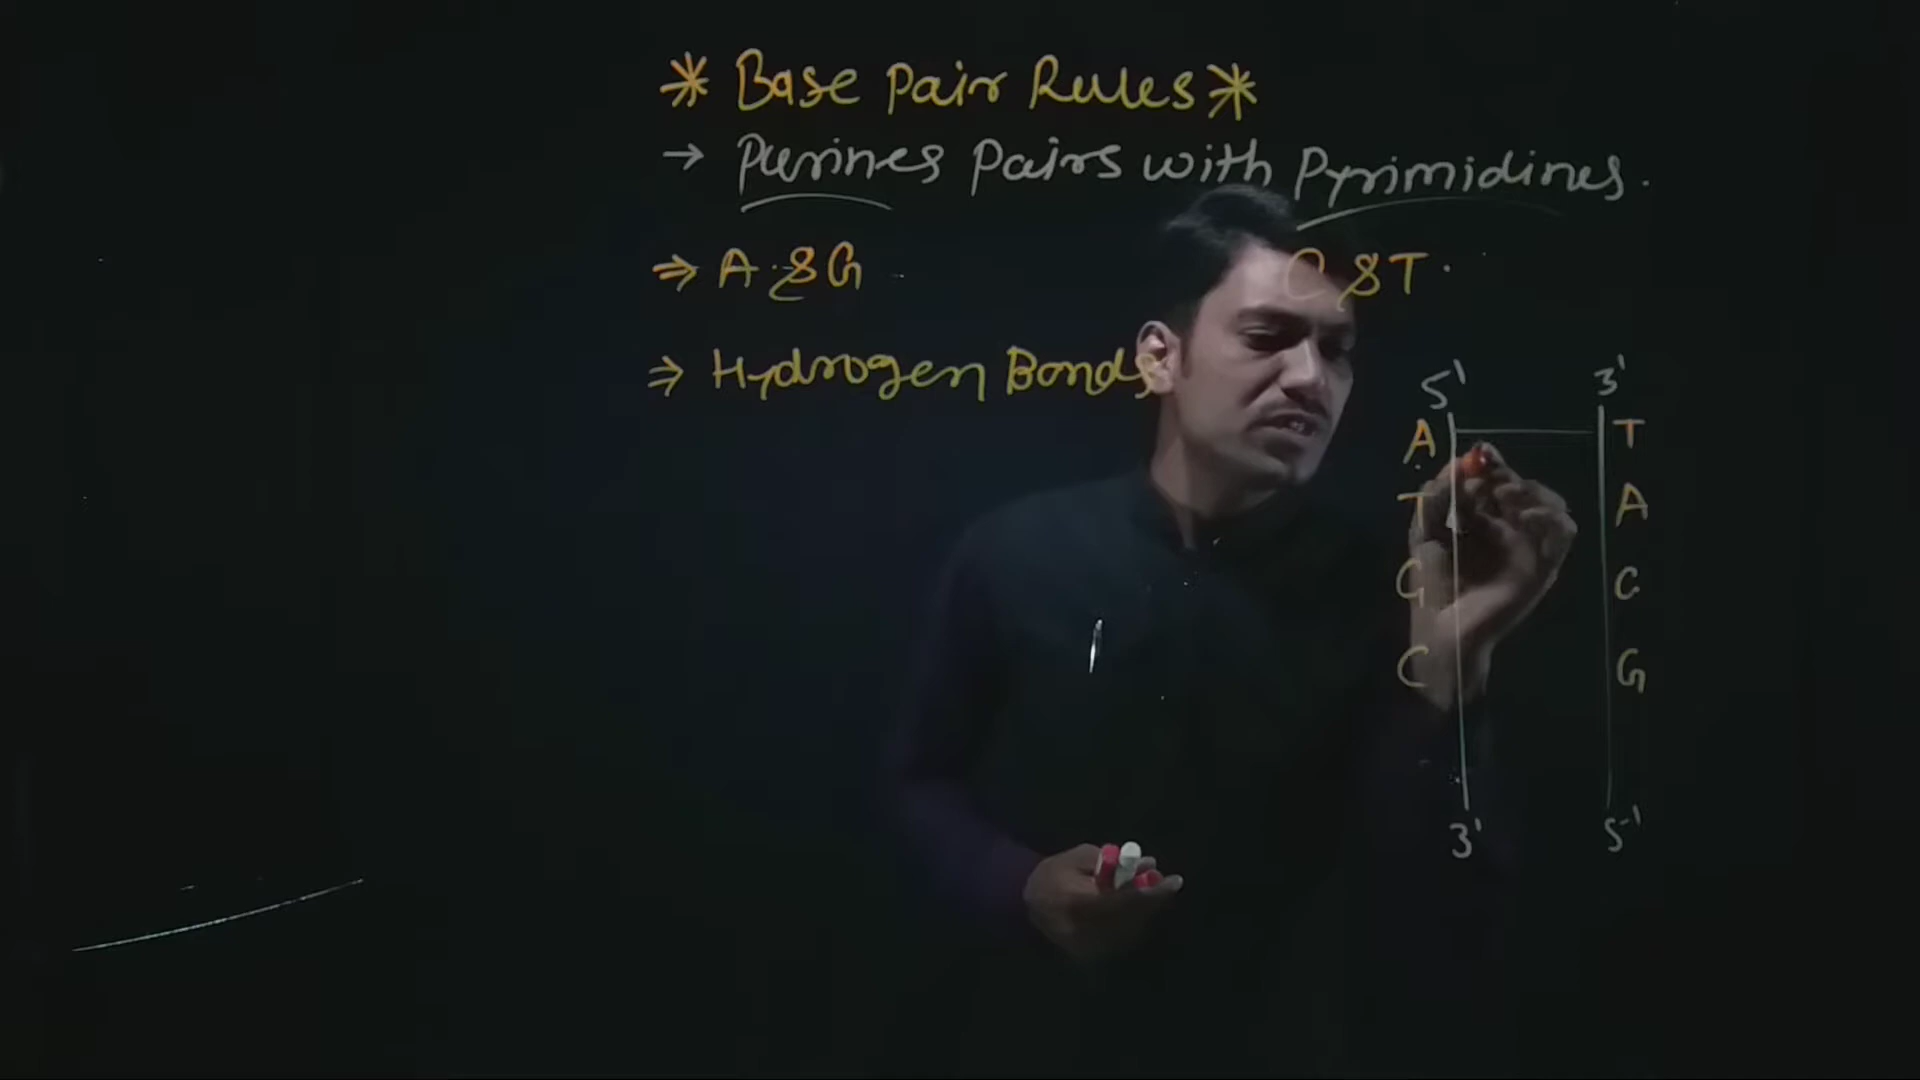 * Base Pair Rules *
→ Purines Pairs with Pyrimidines.
⇒ A & G C & T.
⇒ Hydrogen Bonds
5' 3'
A T
T A
G C
C G
3' 5'